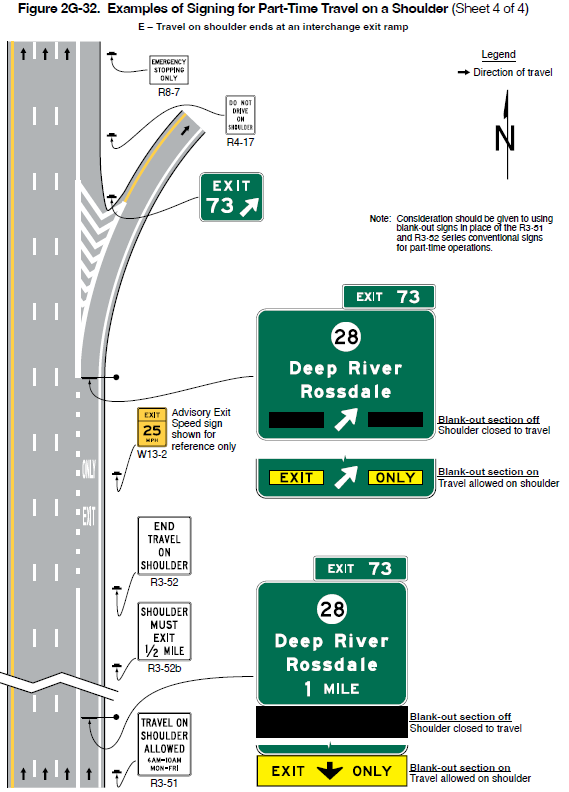 Figure 2G-32. Examples of Signing for Part-Time Travel on a Shoulder (Sheet 4 of 4)
E – Travel on shoulder ends at an interchange exit ramp
EMERGENCY
STOPPING
ONLY
R8-7
DO NOT
DRIVE
ON
SHOULDER
R4-17
EXIT
73
Legend
Direction of travel
N
Note: Consideration should be given to using
blank-out signs in place of the R3-51
and R3-52 series conventional signs
for part-time operations.
EXIT 73
28
Deep River
Rossdale
Blank-out section off
Shoulder closed to travel
EXIT ONLY
Blank-out section on
Travel allowed on shoulder
EXIT
25
MPH
W13-2
Advisory Exit
Speed sign
shown for
reference only
ONLY
EXIT
END
TRAVEL
ON
SHOULDER
R3-52
SHOULDER
MUST
EXIT
1/2 MILE
R3-52b
TRAVEL ON
SHOULDER
ALLOWED
6AM-10AM
MON-FRI
R3-51
EXIT 73
28
Deep River
Rossdale
1 MILE
Blank-out section off
Shoulder closed to travel
EXIT ONLY
Blank-out section on
Travel allowed on shoulder